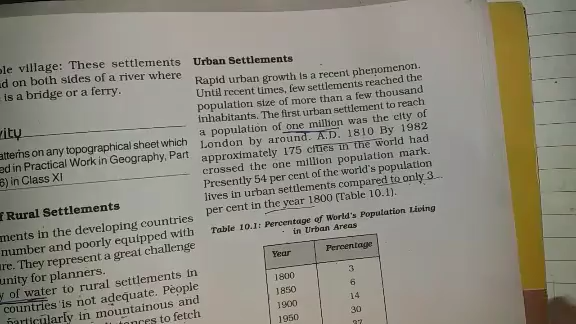 ble village: These settlements
d on both sides of a river where
is a bridge or a ferry.
vity
atterns on any topographical sheet which
ed in Practical Work in Geography, Part
6) in Class XI
f Rural Settlements
ments in the developing countries
number and poorly equipped with
re. They represent a great challenge
unity for planners.
y of water to rural settlements in
countries is not adequate. People
particularly in mountainous and
tances to fetch
Urban Settlements
Rapid urban growth is a recent phenomenon.
Until recent times, few settlements reached the
population size of more than a few thousand
inhabitants. The first urban settlement to reach
a population of one million was the city of
London by around. A.D. 1810 By 1982
approximately 175 cities in the world had
crossed the one million population mark.
Presently 54 per cent of the world's population
lives in urban settlements compared to only 3
per cent in the year 1800 (Table 10.1).
Table 10.1: Percentage of World's Population Living
in Urban Areas
Year Percentage
1800 3
1850 6
1900 14
1950 30
37